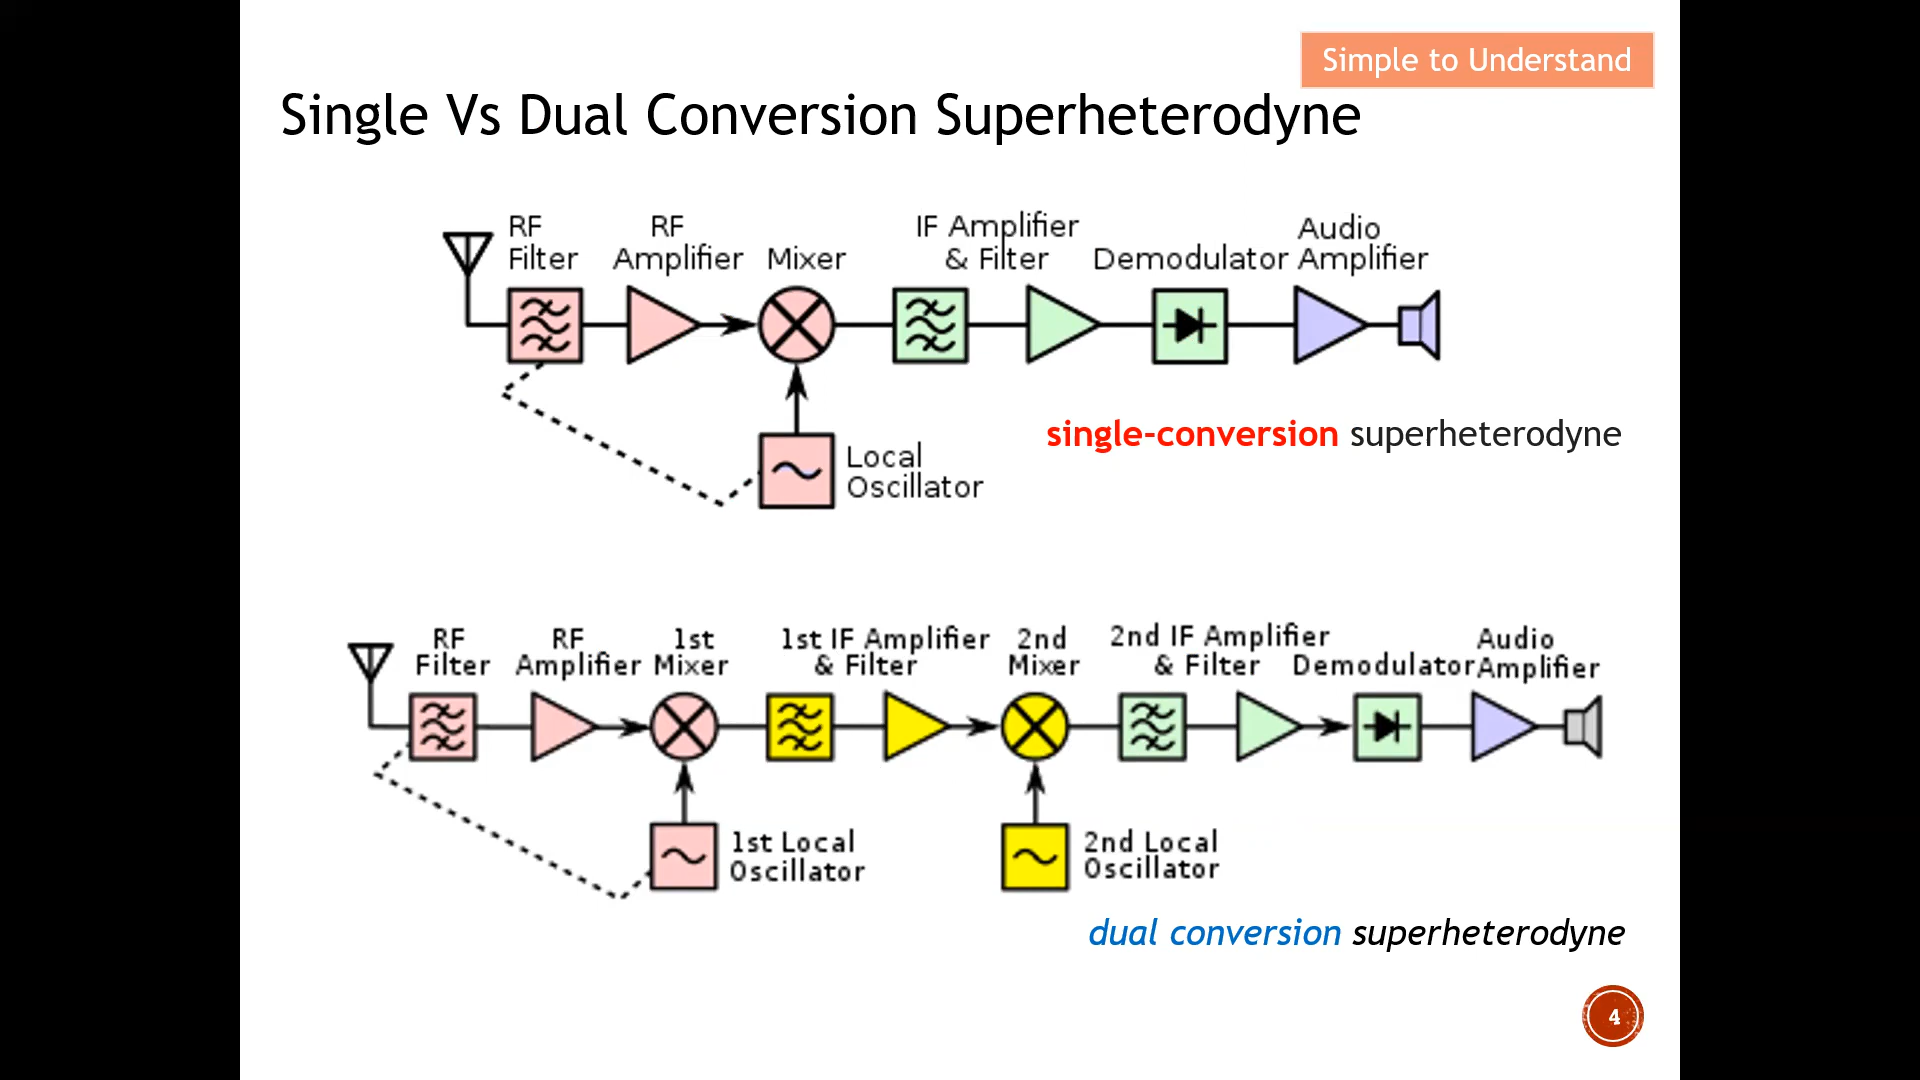 Simple to Understand
Single Vs Dual Conversion Superheterodyne
RF
Filter
RF
Amplifier
Mixer
IF Amplifier
& Filter
Demodulator
Audio
Amplifier
Local
Oscillator
single-conversion superheterodyne
RF
Filter
RF
Amplifier
1st
Mixer
1st IF Amplifier
& Filter
2nd
Mixer
2nd IF Amplifier
& Filter
Demodulator
Audio
Amplifier
1st Local
Oscillator
2nd Local
Oscillator
dual conversion superheterodyne
4